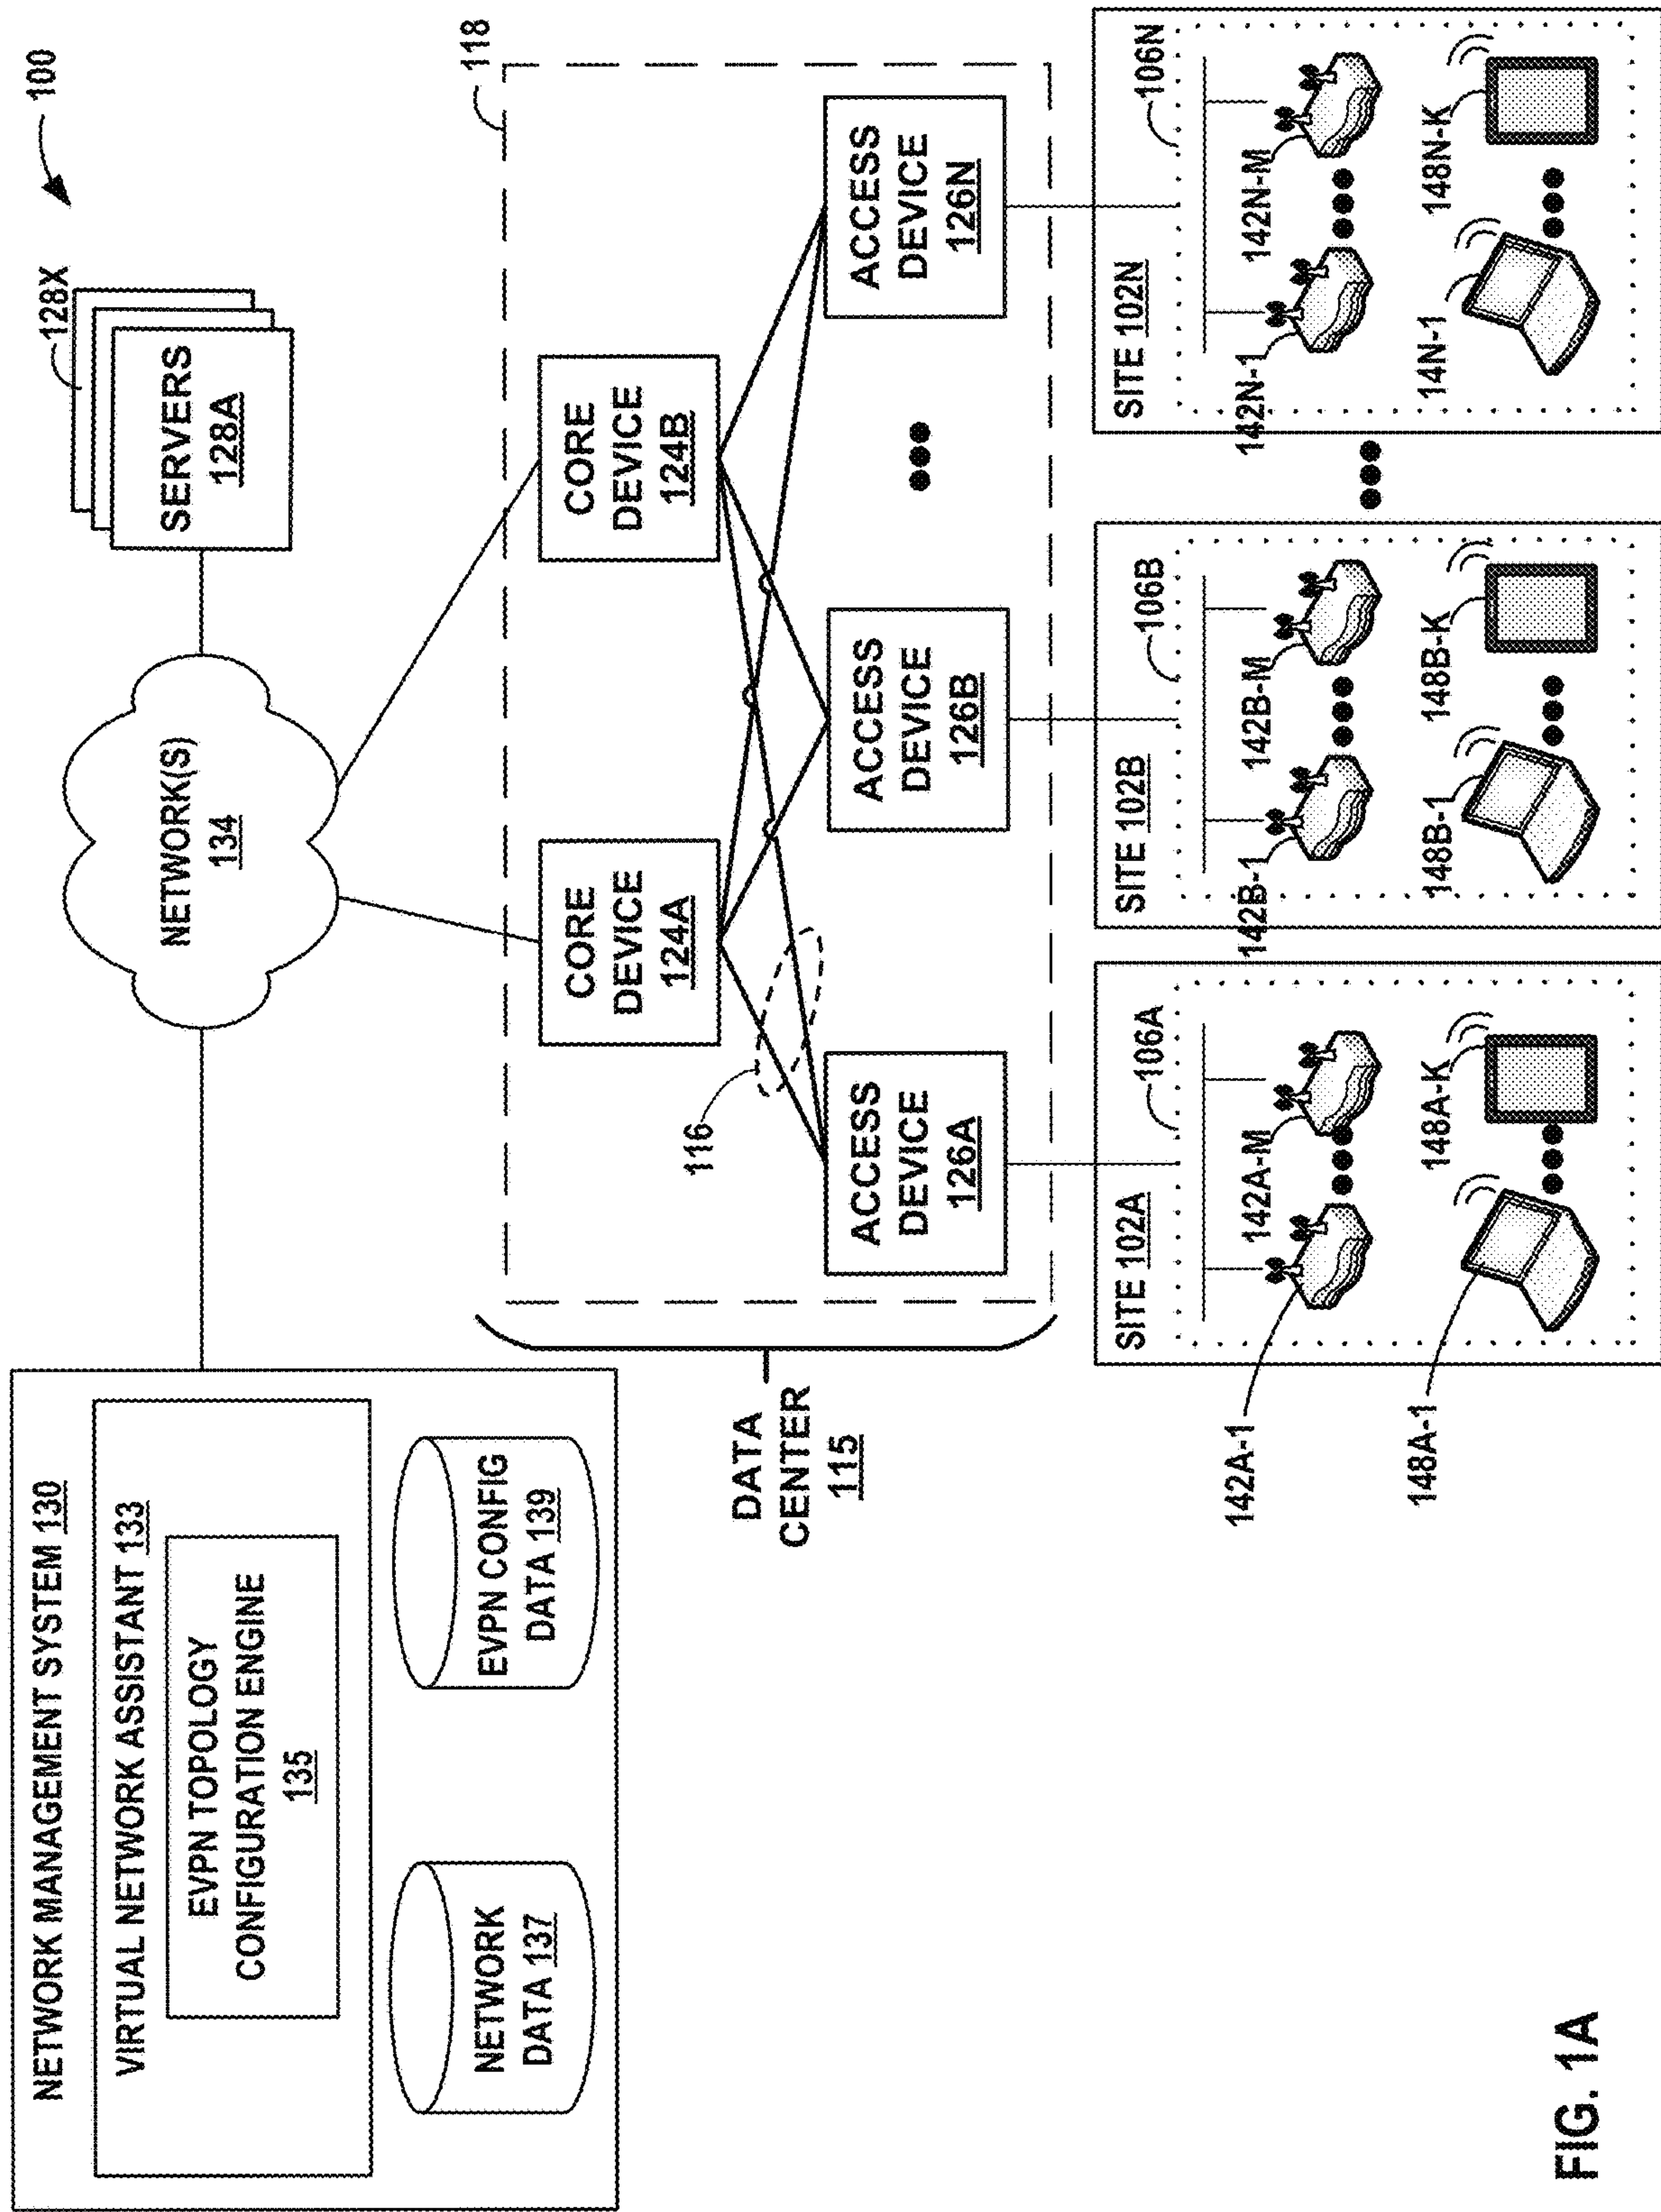 100
NETWORK MANAGEMENT SYSTEM 130
VIRTUAL NETWORK ASSISTANT 133
EVPN TOPOLOGY
CONFIGURATION ENGINE
135
NETWORK
DATA 137
EVPN CONFIG
DATA 139
NETWORK(S)
134
128X
SERVERS
128A
118
CORE
DEVICE
124A
CORE
DEVICE
124B
116
DATA
CENTER
115
ACCESS
DEVICE
126A
ACCESS
DEVICE
126B
ACCESS
DEVICE
126N
SITE 102A
106A
142A-1
142A-M
148A-1
148A-K
SITE 102B
106B
142B-1
142B-M
148B-1
148B-K
SITE 102N
106N
142N-1
142N-M
14N-1
148N-K
FIG. 1A